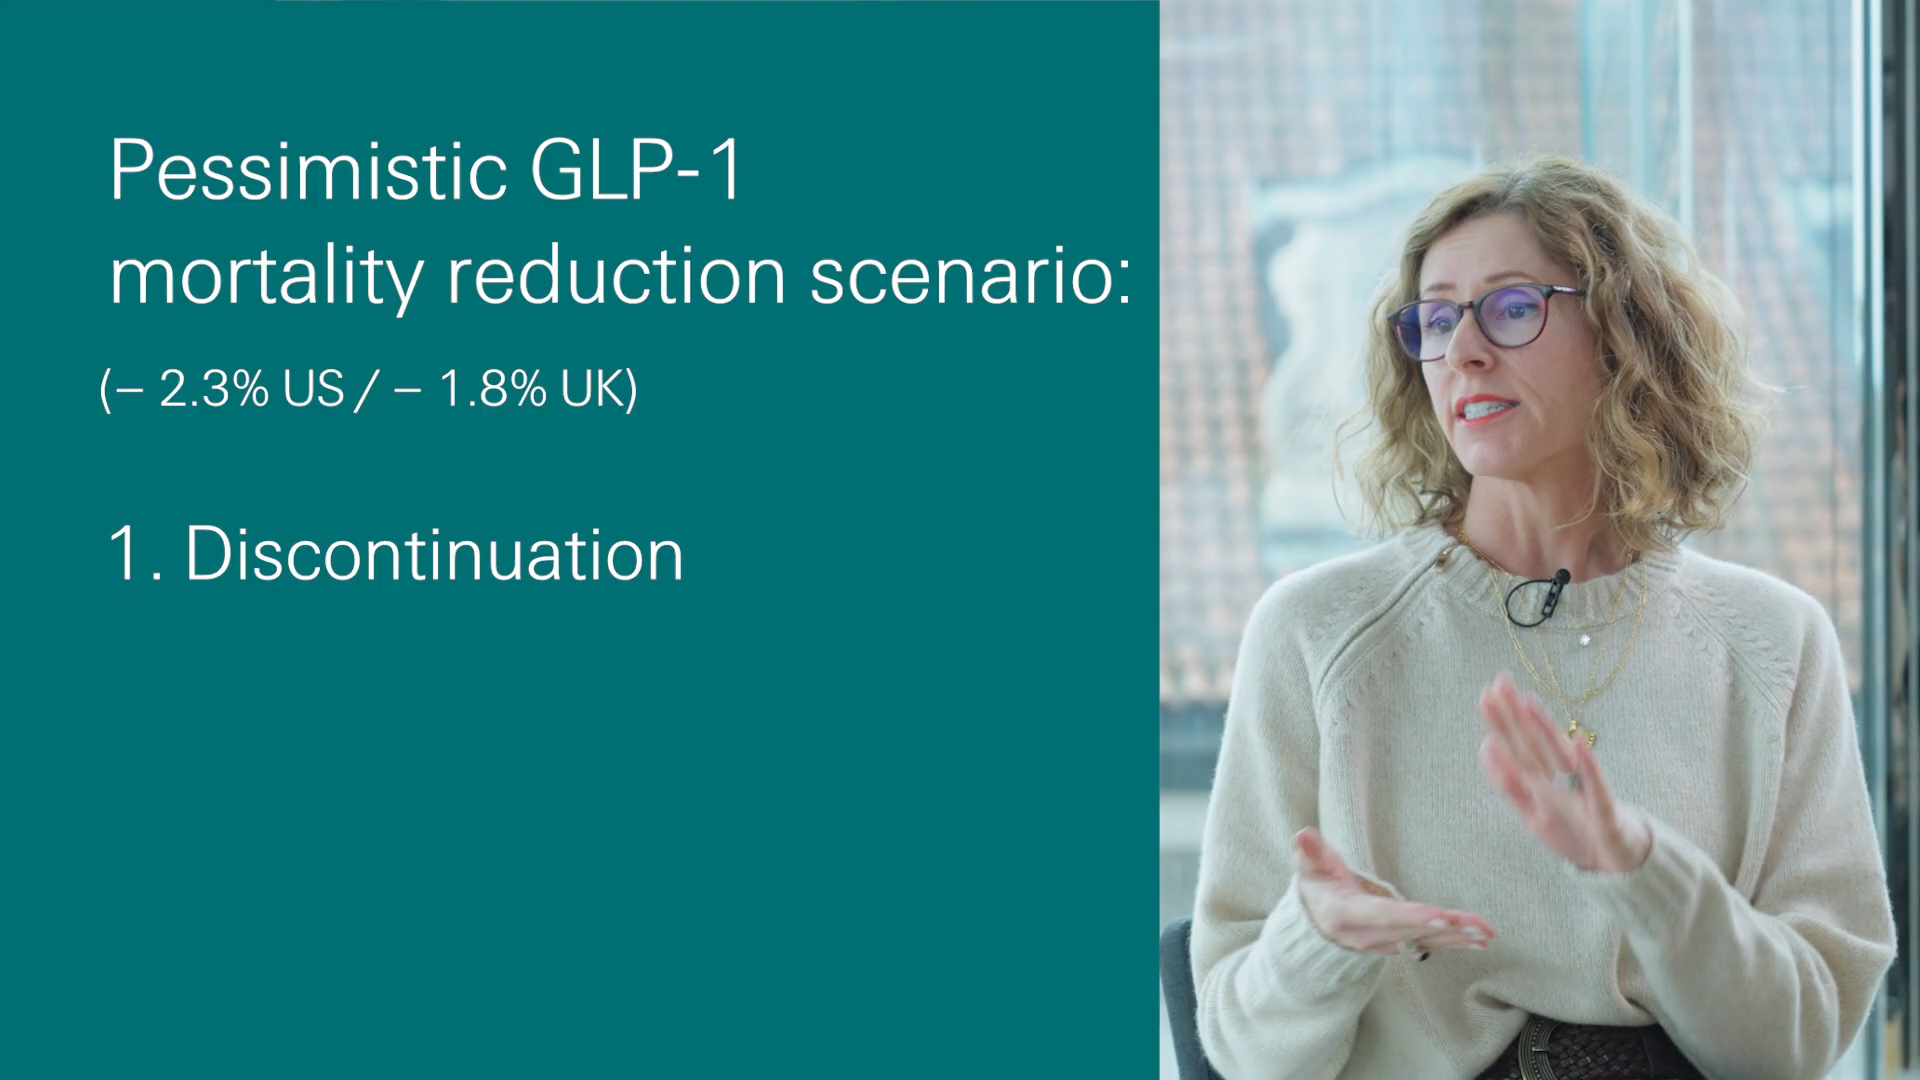 Pessimistic GLP-1
mortality reduction scenario:
(– 2.3% US / – 1.8% UK)
1. Discontinuation